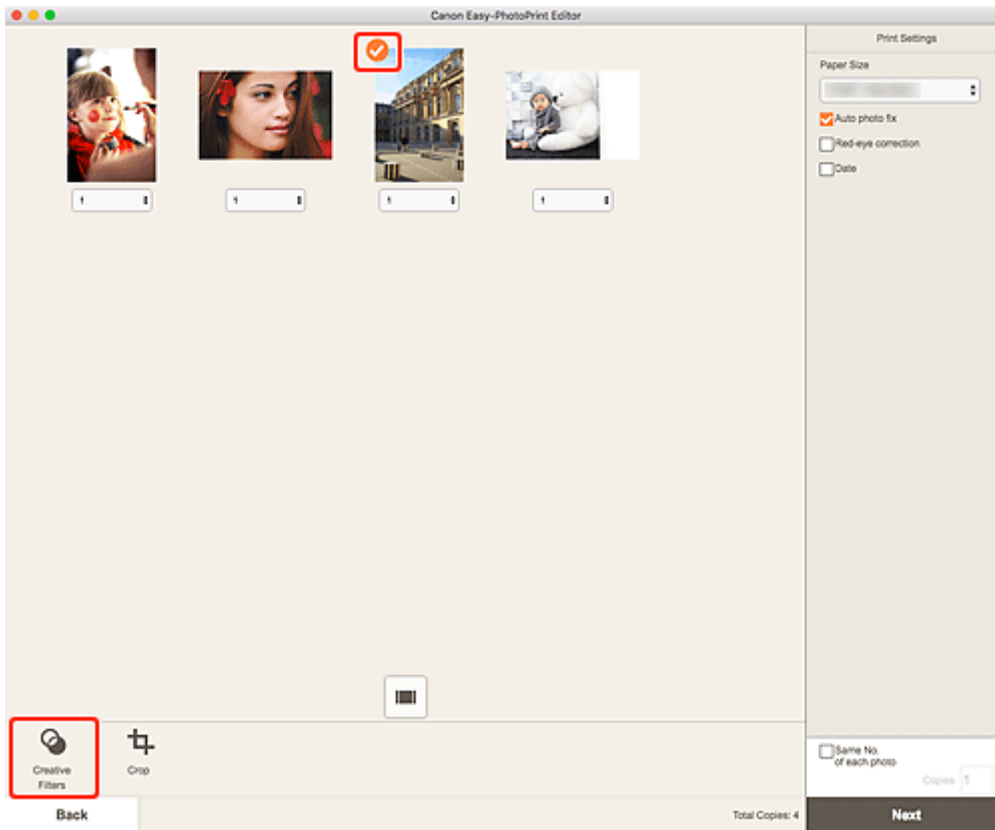 Canon Easy-PhotoPrint Editor
Print Settings
Paper Size
Auto photo fix
Red-eye correction
Date
1
1
1
1
Creative
Filters
Crop
Same No.
of each photo
Copies 1
Back
Total Copies: 4
Next